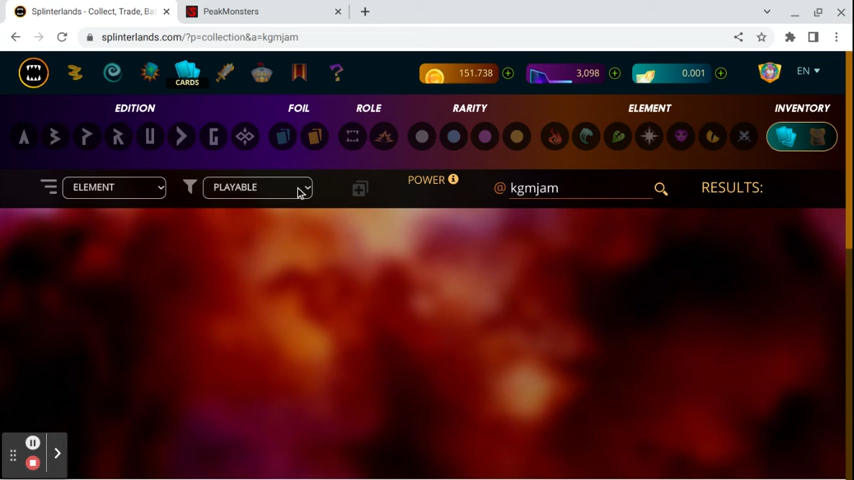 Splinterlands - Collect, Trade, Ba
PeakMonsters
splinterlands.com/?p=collection&a=kgmjam
CARDS
151.738
3,098
0.001
EN
EDITION
FOIL
ROLE
RARITY
ELEMENT
INVENTORY
ELEMENT
PLAYABLE
POWER
@ kgmjam
RESULTS: